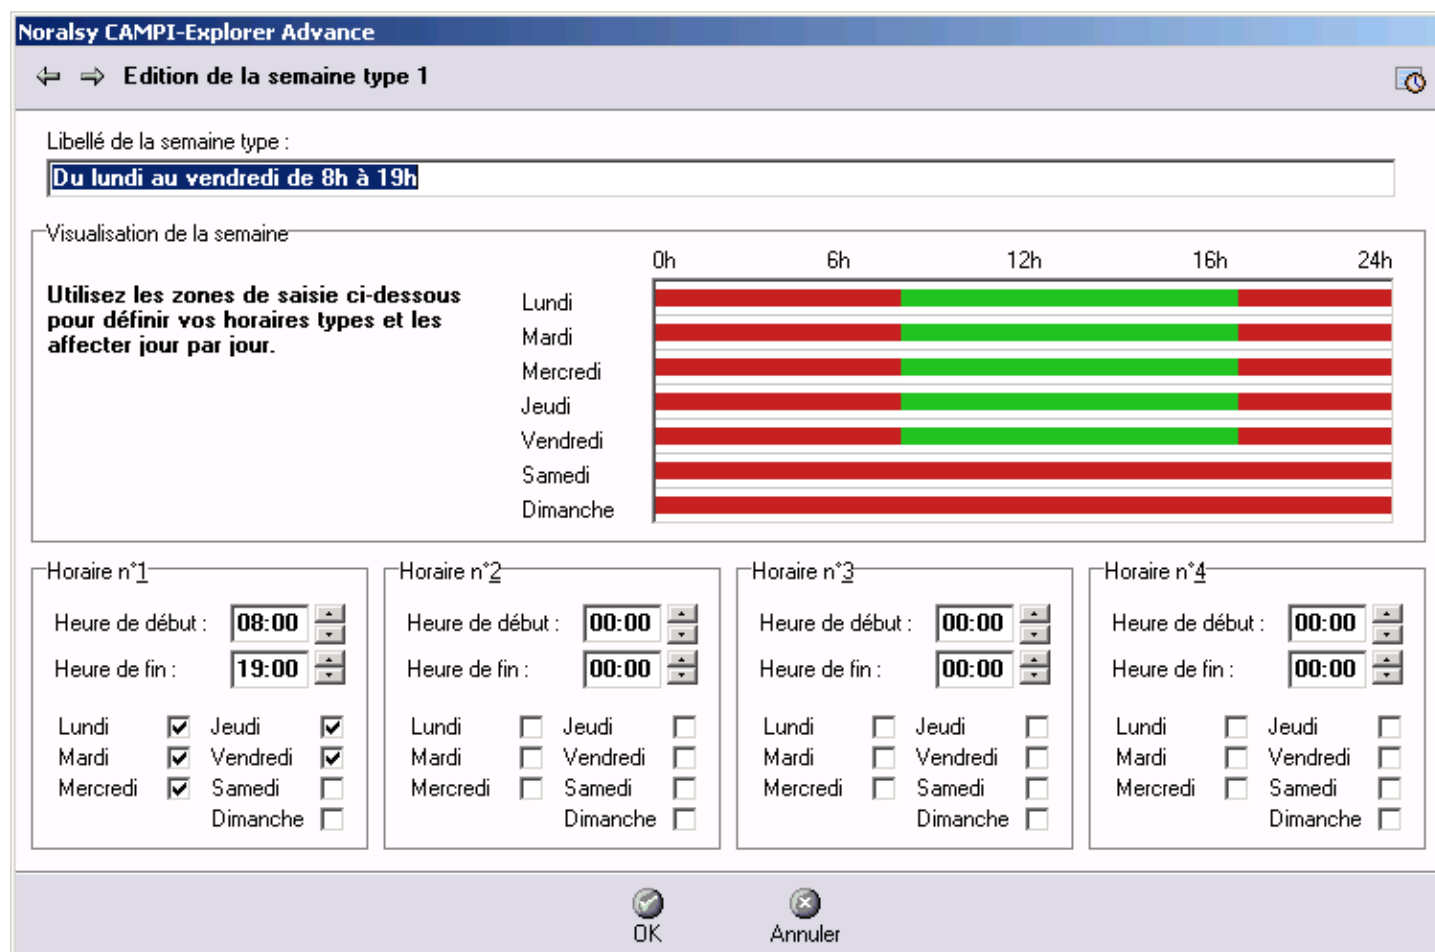 Noralsy CAMPI-Explorer Advance
Edition de la semaine type 1
Libellé de la semaine type :
Du lundi au vendredi de 8h à 19h
Visualisation de la semaine
0h 6h 12h 16h 24h
Utilisez les zones de saisie ci-dessous
pour définir vos horaires types et les
affecter jour par jour.
Lundi
Mardi
Mercredi
Jeudi
Vendredi
Samedi
Dimanche
Horaire n°1
Heure de début : 08:00
Heure de fin : 19:00
Lundi Jeudi
Mardi Vendredi
Mercredi Samedi
Dimanche
Horaire n°2
Heure de début : 00:00
Heure de fin : 00:00
Lundi Jeudi
Mardi Vendredi
Mercredi Samedi
Dimanche
Horaire n°3
Heure de début : 00:00
Heure de fin : 00:00
Lundi Jeudi
Mardi Vendredi
Mercredi Samedi
Dimanche
Horaire n°4
Heure de début : 00:00
Heure de fin : 00:00
Lundi Jeudi
Mardi Vendredi
Mercredi Samedi
Dimanche
OK Annuler